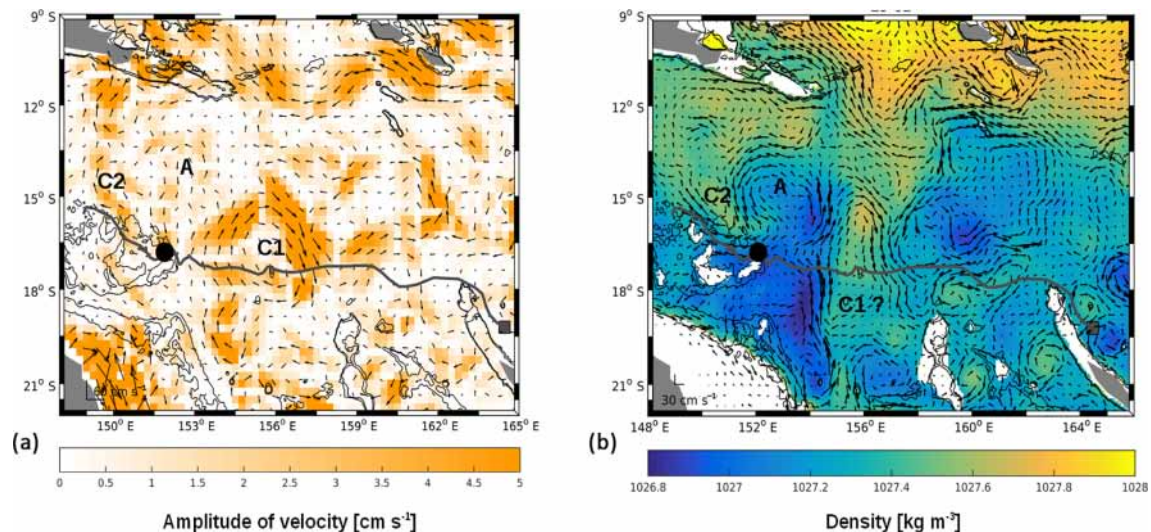 9° S
12° S
15° S
18° S
21° S
A
C2
C1
150° E
153° E
156° E
159° E
162° E
165° E
(a)
0 0.5 1 1.5 2 2.5 3 3.5 4 4.5 5
Amplitude of velocity [cm s⁻¹]
9° S
12° S
15° S
18° S
21° S
A
C2
C1 ?
30 cm s⁻¹
148° E
152° E
156° E
160° E
164° E
(b)
1026.8 1027 1027.2 1027.4 1027.6 1027.8 1028
Density [kg m⁻³]